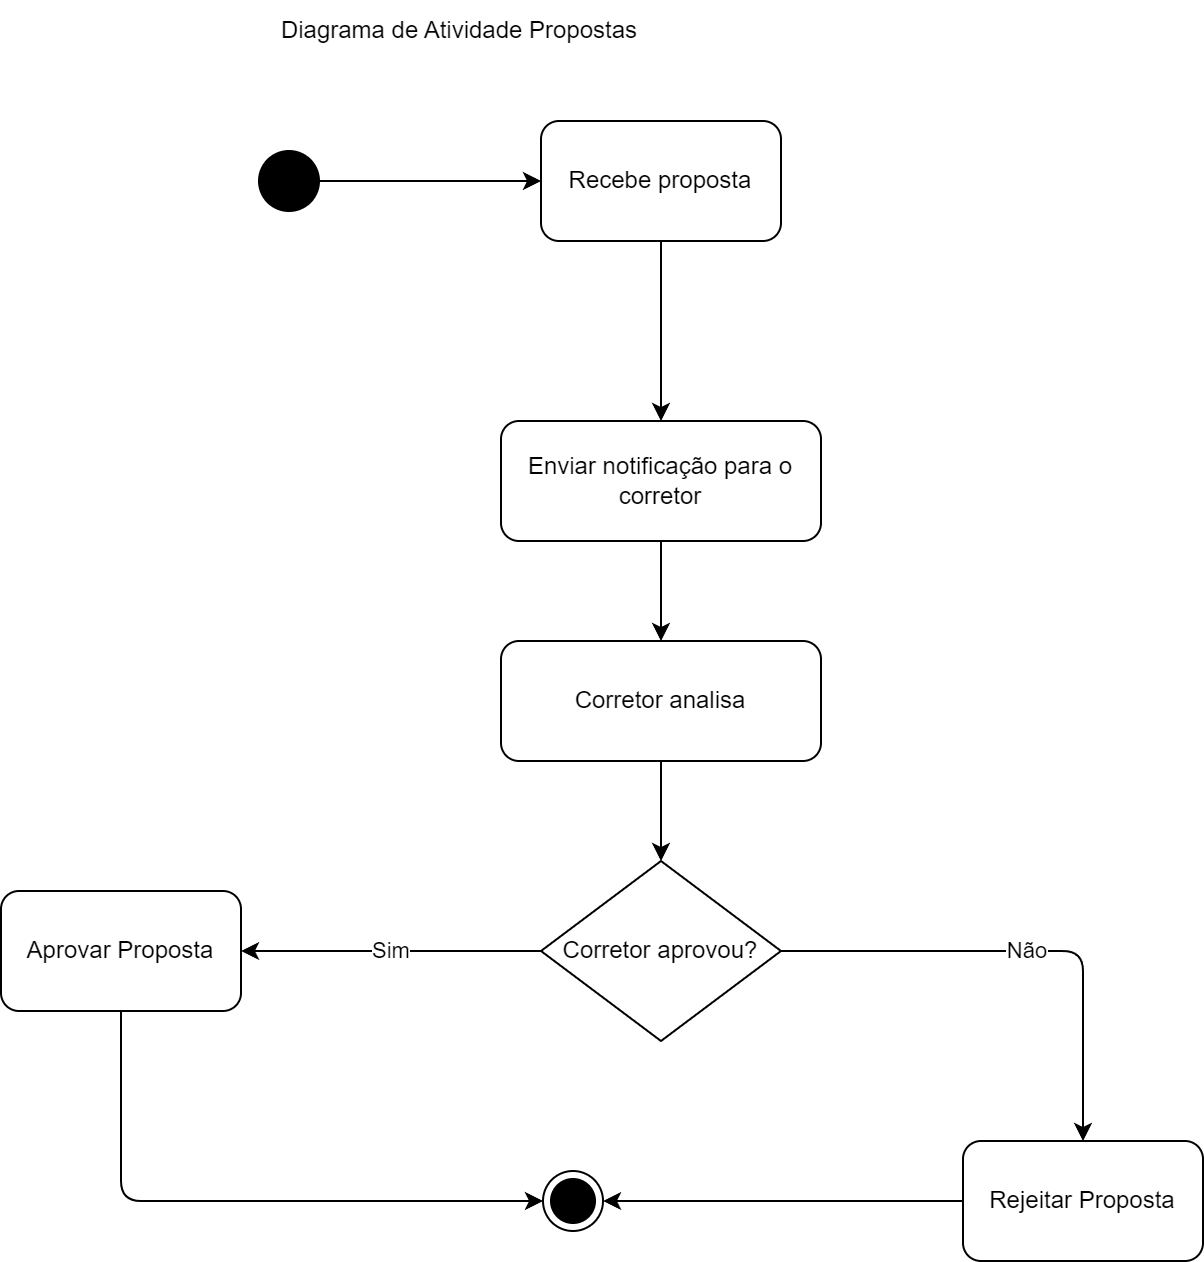 Diagrama de Atividade Propostas
Recebe proposta
Enviar notificação para o
corretor
Corretor analisa
Aprovar Proposta
Sim
Corretor aprovou?
Não
Rejeitar Proposta